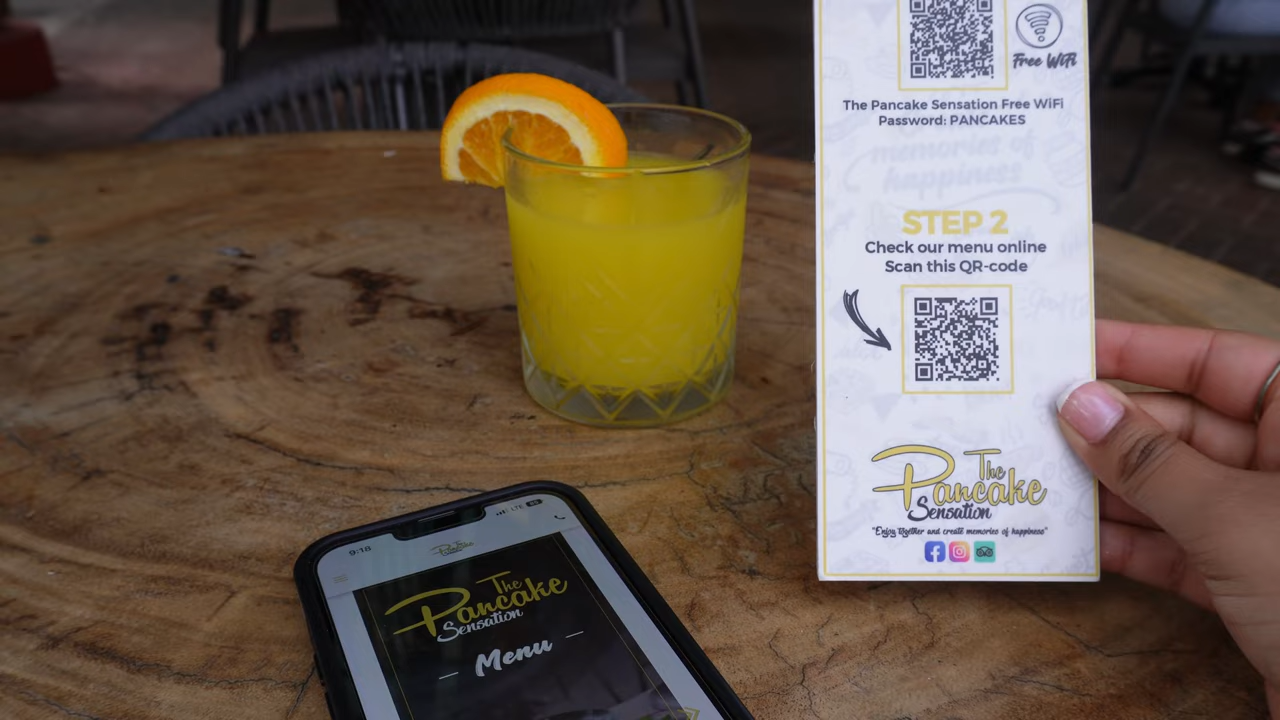 Free WiFi
The Pancake Sensation Free WiFi
Password: PANCAKES
memories of
happiness
STEP 2
Check our menu online
Scan this QR-code
The
Pancake
Sensation
"Enjoy together and create memories of happiness"
9:18
LTE
The
Pancake
Sensation
Menu